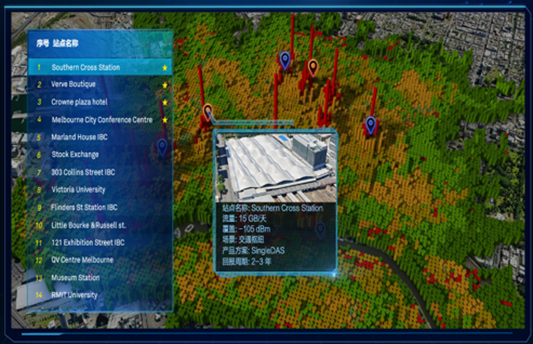 序号 站点名称
1 Southern Cross Station
2 Verve Boutique
3 Crowne plaza hotel
4 Melbourne City Conference Centre
5 Marland House IBC
6 Stock Exchange
7 303 Collins Street IBC
8 Victoria University
9 Flinders St Station IBC
10 Little Bourke &Russell st.
11 121 Exhibition Street IBC
12 QV Centre Melbourne
13 Museum Station
14 RMIT University
站点名称: Southern Cross Station
流量: 15 GB/天
覆盖: -105 dBm
场景: 交通枢纽
产品方案: SingleDAS
回报周期: 2-3 年